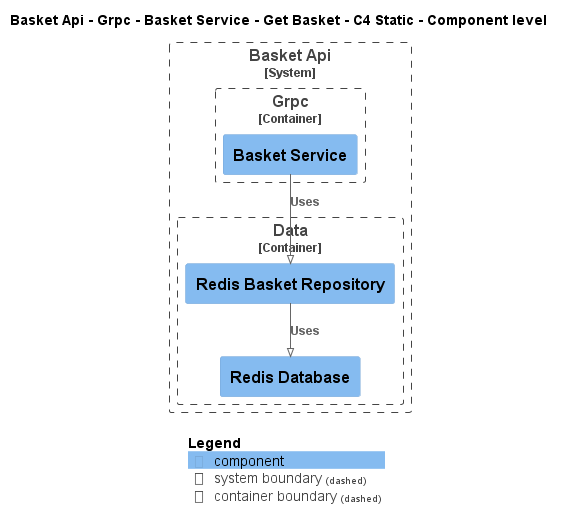 Basket Api - Grpc - Basket Service - Get Basket - C4 Static - Component level
Basket Api
[System]
Grpc
[Container]
Basket Service
Uses
Data
[Container]
Redis Basket Repository
Uses
Redis Database
Legend
component
system boundary (dashed)
container boundary (dashed)